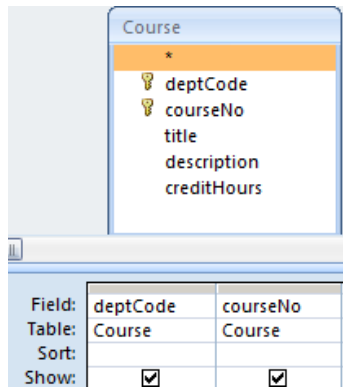 Course
*
deptCode
courseNo
title
description
creditHours
Field: deptCode courseNo
Table: Course Course
Sort:
Show: